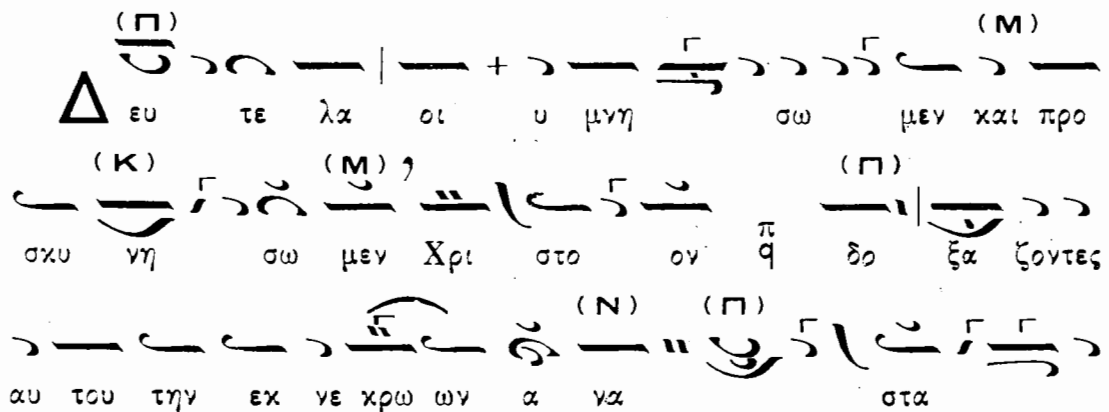 (Π) (Μ)
Δ ευ τε λα οι υ μνη σω μεν και προ
(Κ) (Μ) (Π)
σκυ νη σω μεν Χρι στο ον π q δο ξα ζοντες
(Ν) (Π)
αυ του την εκ νε κρω ων α να στα